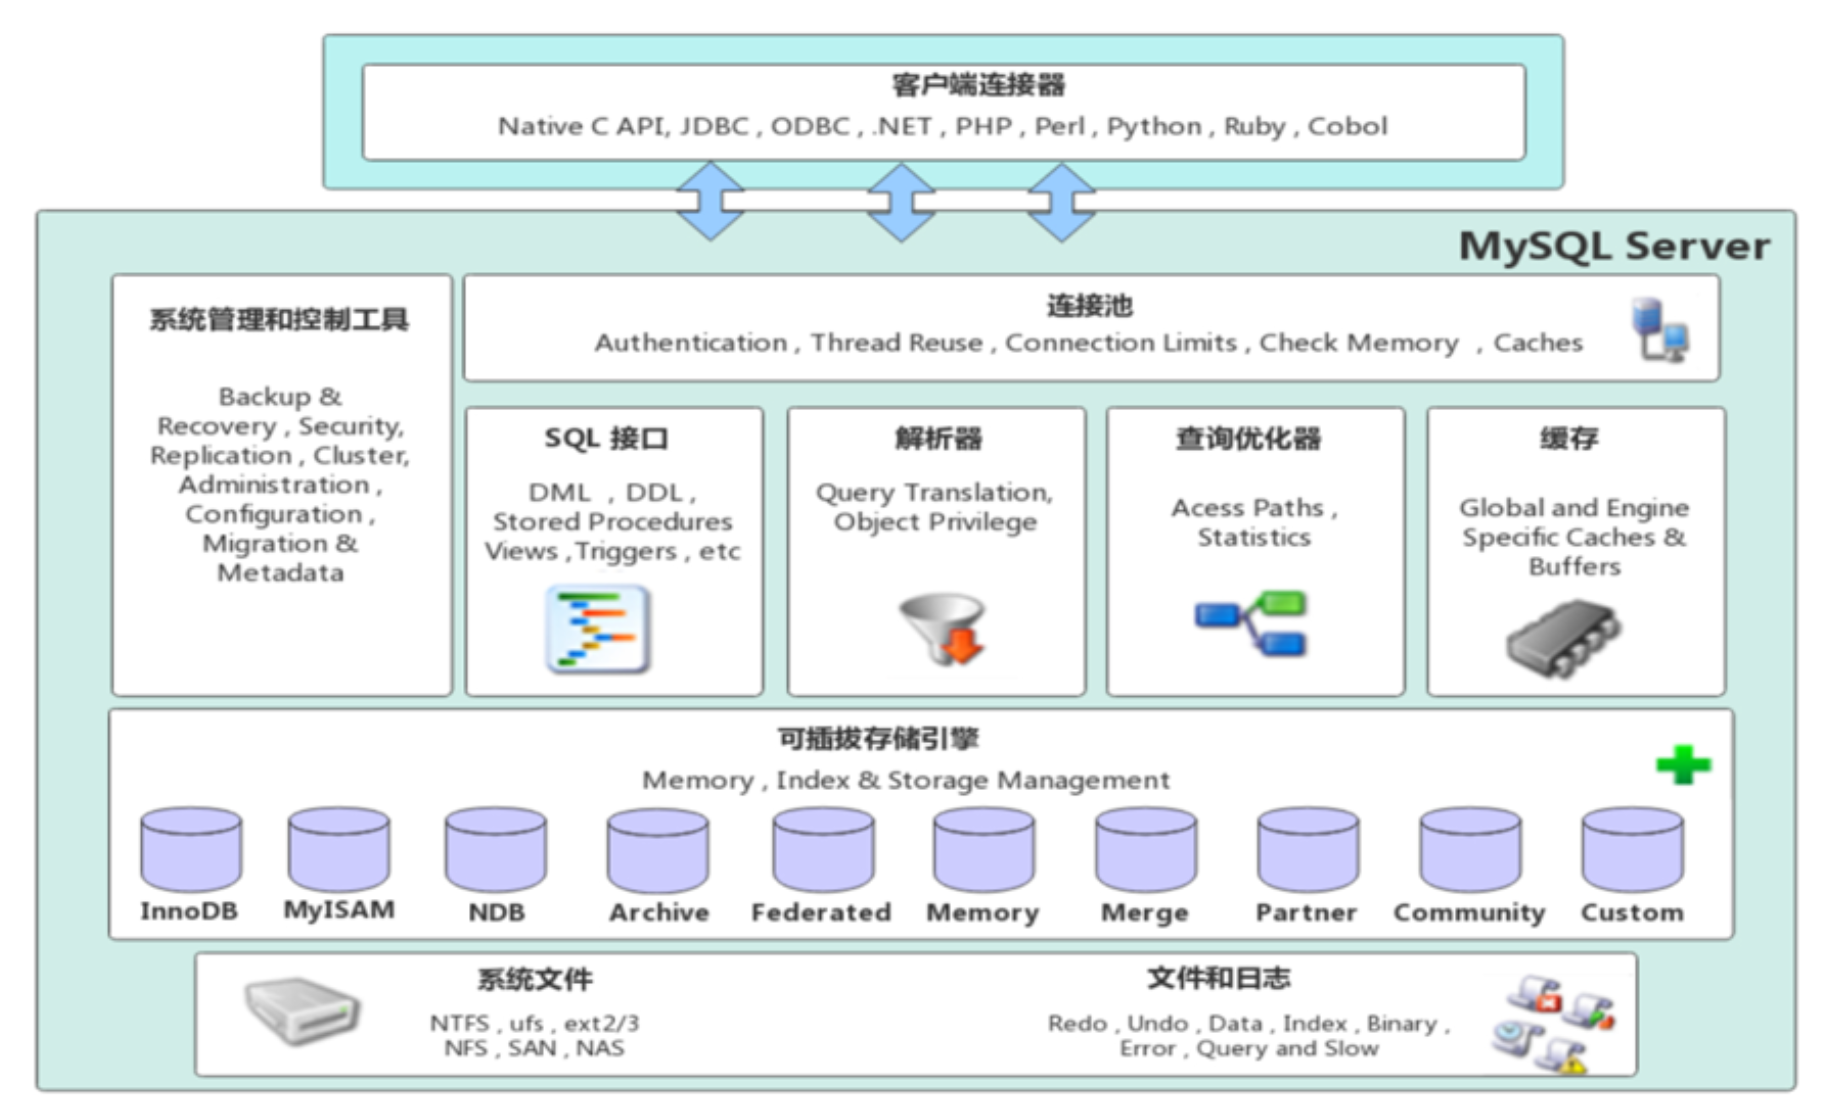 客户端连接器
Native C API, JDBC , ODBC , .NET , PHP , Perl , Python , Ruby , Cobol
MySQL Server
系统管理和控制工具
Backup &
Recovery , Security,
Replication , Cluster,
Administration ,
Configuration ,
Migration &
Metadata
连接池
Authentication , Thread Reuse , Connection Limits , Check Memory , Caches
SQL 接口
DML , DDL ,
Stored Procedures
Views ,Triggers , etc
解析器
Query Translation,
Object Privilege
查询优化器
Acess Paths ,
Statistics
缓存
Global and Engine
Specific Caches &
Buffers
可插拔存储引擎
Memory , Index & Storage Management
InnoDB
MyISAM
NDB
Archive
Federated
Memory
Merge
Partner
Community
Custom
系统文件
NTFS , ufs , ext2/3
NFS , SAN , NAS
文件和日志
Redo , Undo , Data , Index , Binary ,
Error , Query and Slow